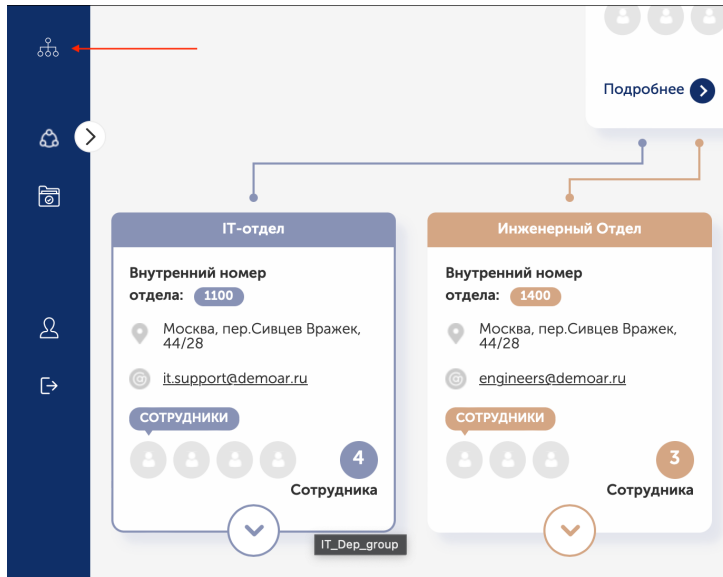 Подробнее
IT-отдел
Внутренний номер
отдела: 1100
Москва, пер.Сивцев Вражек,
44/28
it.support@demoar.ru
СОТРУДНИКИ
4
Сотрудника
IT_Dep_group
Инженерный Отдел
Внутренний номер
отдела: 1400
Москва, пер.Сивцев Вражек,
44/28
engineers@demoar.ru
СОТРУДНИКИ
3
Сотрудника